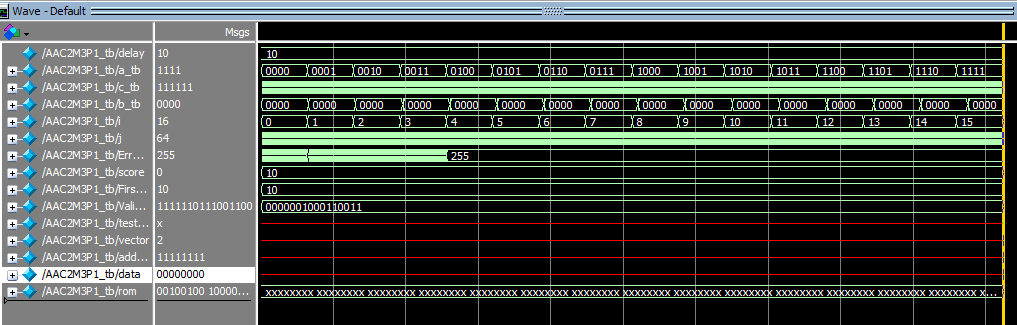 Wave - Default
Msgs
/AAC2M3P1_tb/delay 10 10
/AAC2M3P1_tb/a_tb 1111 0000 0001 0010 0011 0100 0101 0110 0111 1000 1001 1010 1011 1100 1101 1110 1111
/AAC2M3P1_tb/c_tb 111111
/AAC2M3P1_tb/b_tb 0000 0000 0000 0000 0000 0000 0000 0000 0000 0000 0000 0000 0000 0000 0000 0000 0000
/AAC2M3P1_tb/i 16 0 1 2 3 4 5 6 7 8 9 10 11 12 13 14 15
/AAC2M3P1_tb/j 64
/AAC2M3P1_tb/Err... 255 255
/AAC2M3P1_tb/score 0 10
/AAC2M3P1_tb/Firs... 10 10
/AAC2M3P1_tb/Vali... 1111110111001100 0000001000110011
/AAC2M3P1_tb/test... x
/AAC2M3P1_tb/vector 2
/AAC2M3P1_tb/add... 11111111
/AAC2M3P1_tb/data 00000000
/AAC2M3P1_tb/rom 00100100 10000... xxxxxxxx xxxxxxxx xxxxxxxx xxxxxxxx xxxxxxxx xxxxxxxx xxxxxxxx xxxxxxxx xxxxxxxx xxxxxxxx xxxxxxxx xxxxxxxx xxxxxxxx xxxxxxxx x...